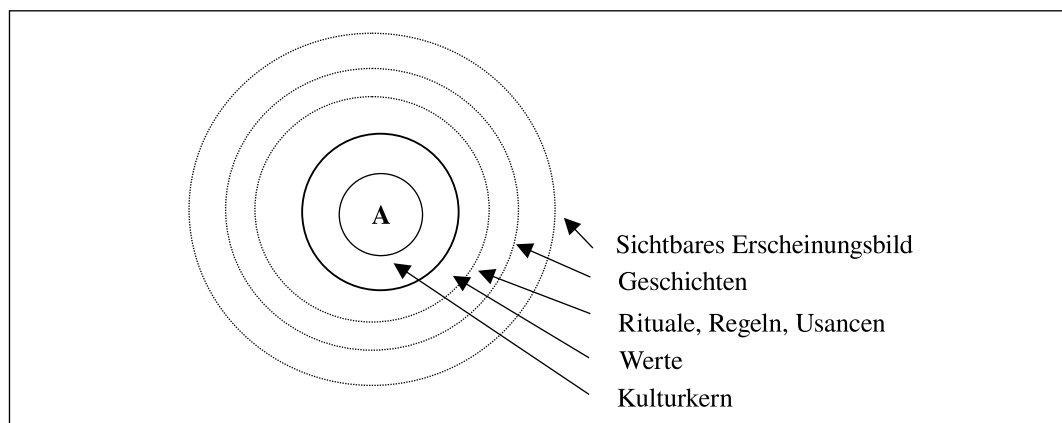 A
Sichtbares Erscheinungsbild
Geschichten
Rituale, Regeln, Usancen
Werte
Kulturkern